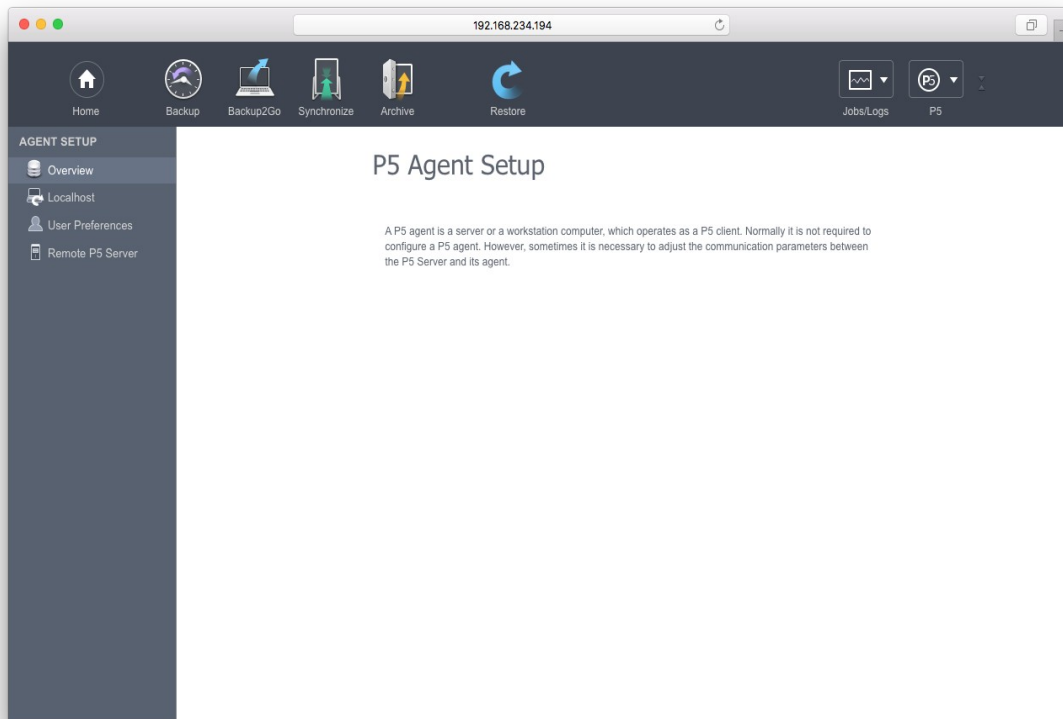 192.168.234.194
Home
Backup
Backup2Go
Synchronize
Archive
Restore
Jobs/Logs
P5
P5
AGENT SETUP
Overview
Localhost
User Preferences
Remote P5 Server
P5 Agent Setup
A P5 agent is a server or a workstation computer, which operates as a P5 client. Normally it is not required to
configure a P5 agent. However, sometimes it is necessary to adjust the communication parameters between
the P5 Server and its agent.